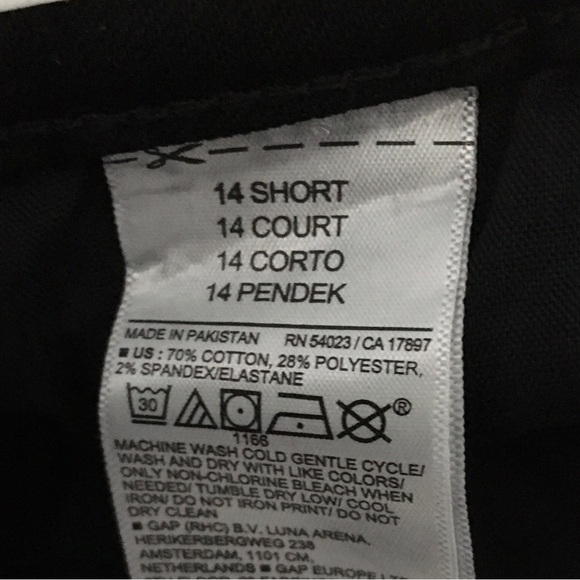 14 SHORT
14 COURT
14 CORTO
14 PENDEK
MADE IN PAKISTAN RN 54023 / CA 17897
■ US : 70% COTTON, 28% POLYESTER,
2% SPANDEX/ELASTANE
30 ®
1166
MACHINE WASH COLD GENTLE CYCLE/
WASH AND DRY WITH LIKE COLORS/
ONLY NON-CHLORINE BLEACH WHEN
NEEDED/ TUMBLE DRY LOW/ COOL
IRON/ DO NOT IRON PRINT/ DO NOT
DRY CLEAN
■ GAP (RHC) B.V. LUNA ARENA,
HERIKERBERGWEG 238
AMSTERDAM, 1101 CM,
NETHERLANDS ■ GAP EUROPE LTD